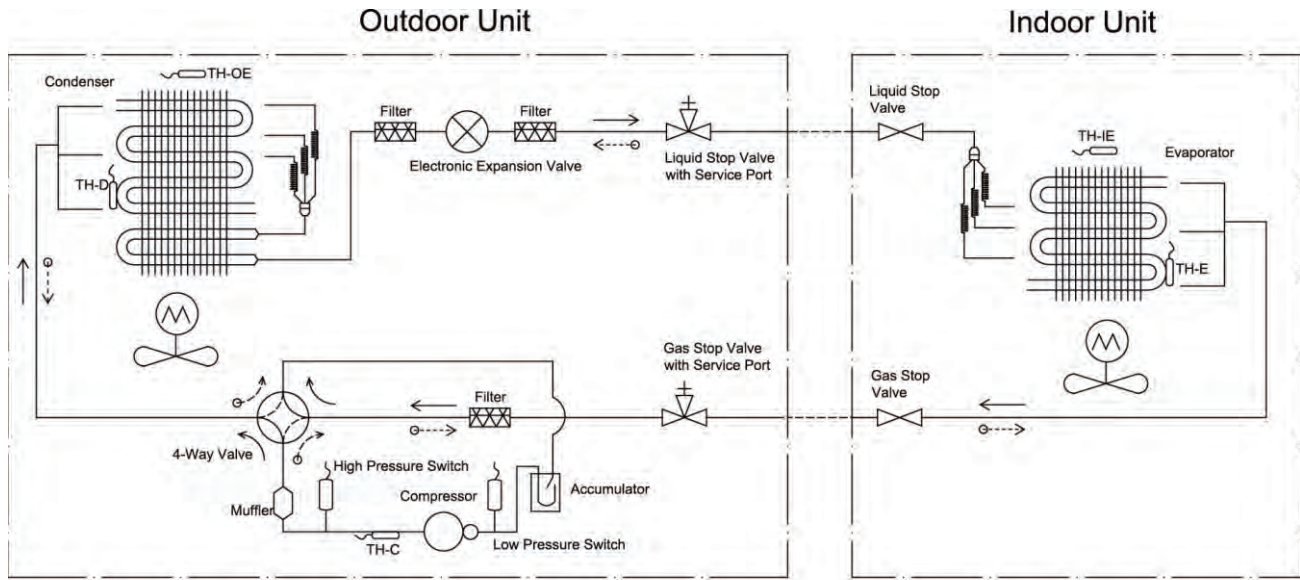 Outdoor Unit
Indoor Unit
Condenser
TH-OE
Filter
Filter
Electronic Expansion Valve
Liquid Stop Valve
with Service Port
Liquid Stop
Valve
TH-IE
Evaporator
TH-D
TH-E
Gas Stop Valve
with Service Port
Gas Stop
Valve
Filter
4-Way Valve
High Pressure Switch
Compressor
Accumulator
Muffler
TH-C
Low Pressure Switch